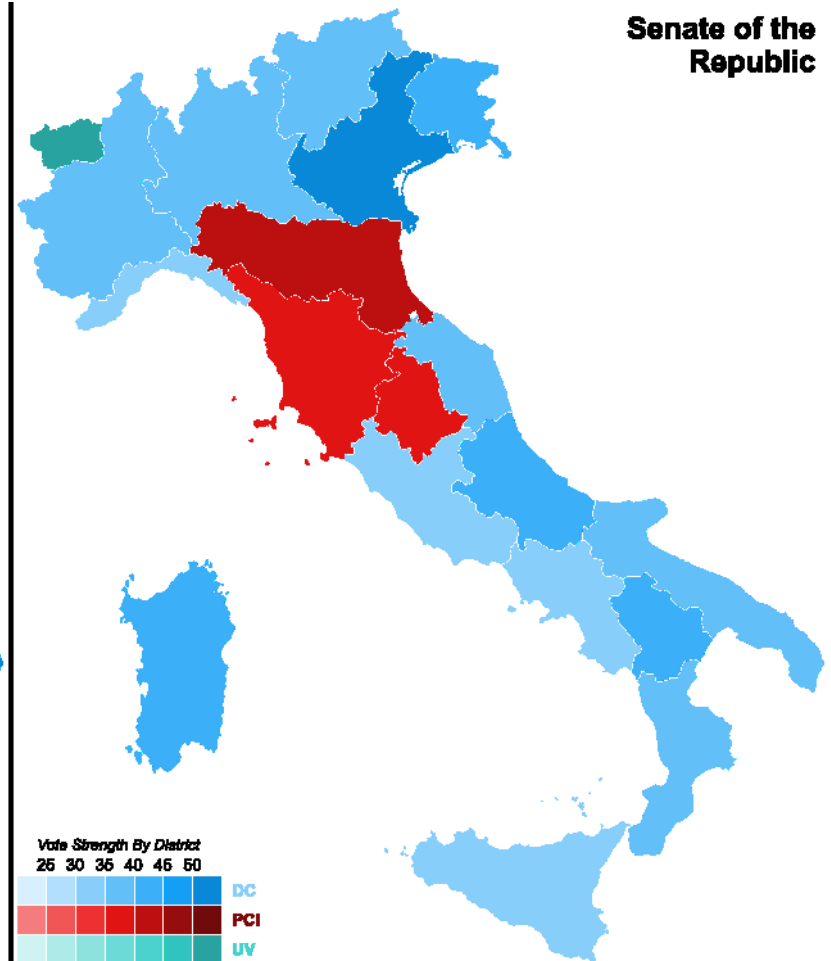 Senate of the
Republic
Vote Strength By District
25 30 35 40 45 50
DC
PCI
UV